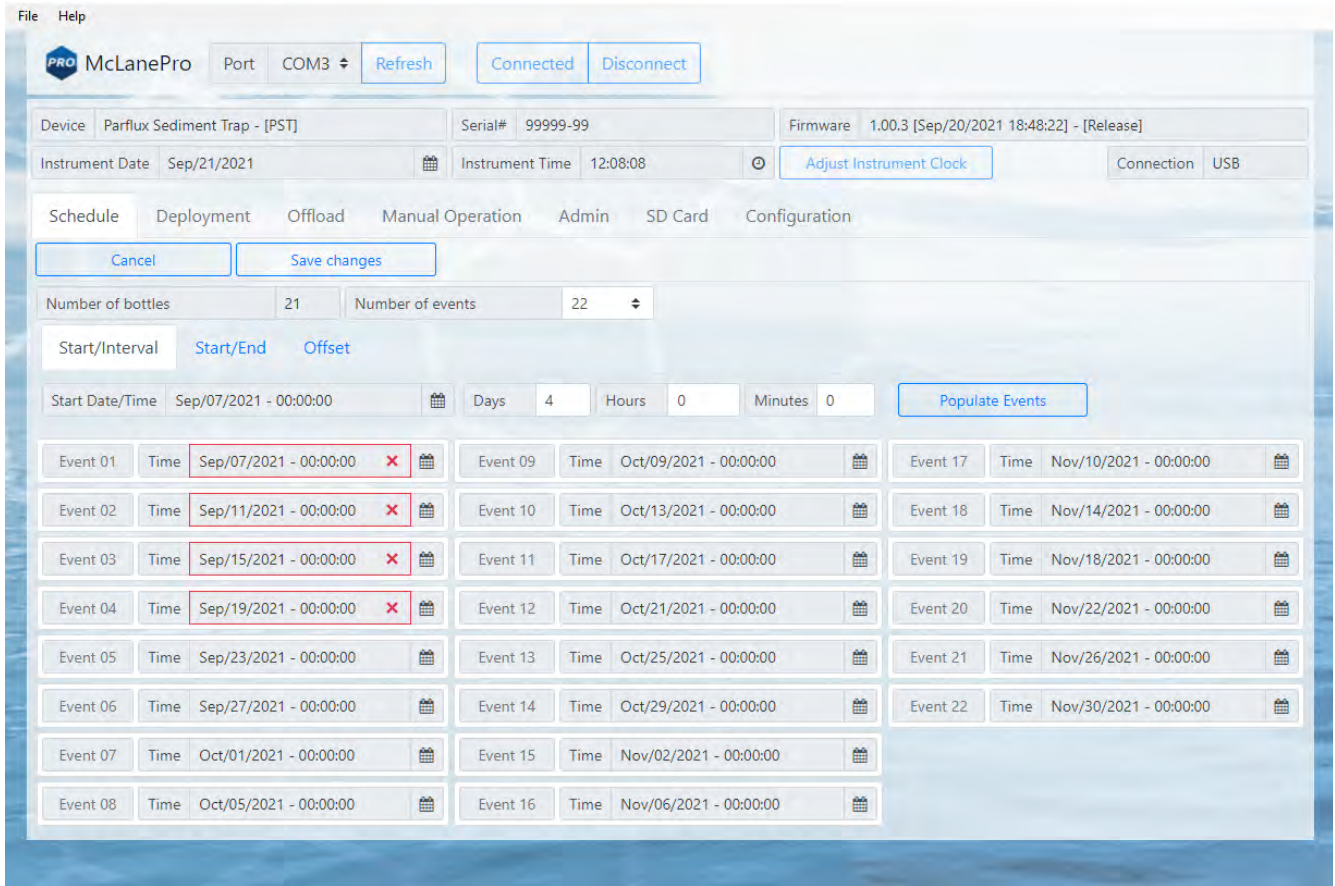 File Help
PRO McLanePro Port COM3 Refresh Connected Disconnect
Device Parflux Sediment Trap - [PST] Serial# 99999-99 Firmware 1.00.3 [Sep/20/2021 18:48:22] - [Release]
Instrument Date Sep/21/2021 Instrument Time 12:08:08 Adjust Instrument Clock Connection USB
Schedule Deployment Offload Manual Operation Admin SD Card Configuration
Cancel Save changes
Number of bottles 21 Number of events 22
Start/Interval Start/End Offset
Start Date/Time Sep/07/2021 - 00:00:00 Days 4 Hours 0 Minutes 0 Populate Events
Event 01 Time Sep/07/2021 - 00:00:00 Event 09 Time Oct/09/2021 - 00:00:00 Event 17 Time Nov/10/2021 - 00:00:00
Event 02 Time Sep/11/2021 - 00:00:00 Event 10 Time Oct/13/2021 - 00:00:00 Event 18 Time Nov/14/2021 - 00:00:00
Event 03 Time Sep/15/2021 - 00:00:00 Event 11 Time Oct/17/2021 - 00:00:00 Event 19 Time Nov/18/2021 - 00:00:00
Event 04 Time Sep/19/2021 - 00:00:00 Event 12 Time Oct/21/2021 - 00:00:00 Event 20 Time Nov/22/2021 - 00:00:00
Event 05 Time Sep/23/2021 - 00:00:00 Event 13 Time Oct/25/2021 - 00:00:00 Event 21 Time Nov/26/2021 - 00:00:00
Event 06 Time Sep/27/2021 - 00:00:00 Event 14 Time Oct/29/2021 - 00:00:00 Event 22 Time Nov/30/2021 - 00:00:00
Event 07 Time Oct/01/2021 - 00:00:00 Event 15 Time Nov/02/2021 - 00:00:00
Event 08 Time Oct/05/2021 - 00:00:00 Event 16 Time Nov/06/2021 - 00:00:00